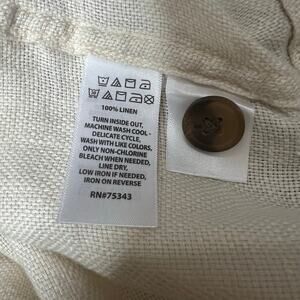 100% LINEN
TURN INSIDE OUT,
MACHINE WASH COOL -
DELICATE CYCLE,
WASH WITH LIKE COLORS,
ONLY NON-CHLORINE
BLEACH WHEN NEEDED,
LINE DRY,
LOW IRON IF NEEDED,
IRON ON REVERSE
RN#75343